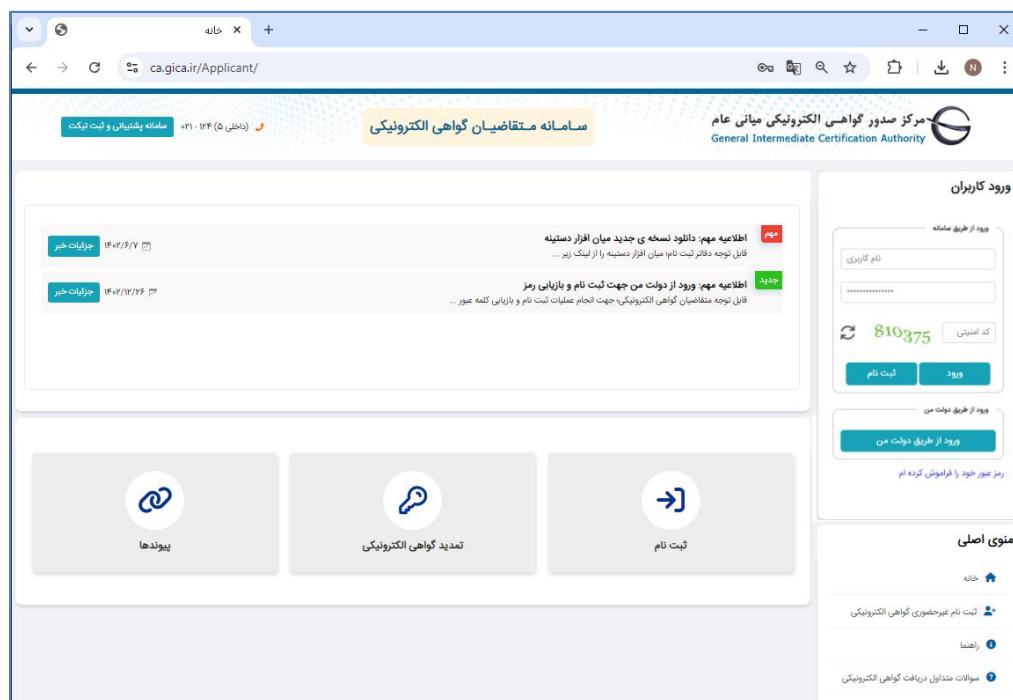 خانه
ca.gica.ir/Applicant/
N
مرکز صدور گواهی الکترونیکی میانی عام
General Intermediate Certification Authority
سامانه متقاضیان گواهی الکترونیکی
۰۲۱ - ۱۲۴ (داخلی ۵)
سامانه پشتیبانی و ثبت تیکت
ورود کاربران
ورود از طریق سامانه
نام کاربری
810375
کد امنیتی
ورود
ثبت نام
ورود از طریق دولت من
ورود از طریق دولت من
رمز عبور خود را فراموش کرده ام
مهم
اطلاعیه مهم: دانلود نسخه ی جدید میان افزار دستینه
قابل توجه دفاتر ثبت نام؛ میان افزار دستینه را از لینک زیر ...
۱۴۰۲/۶/۷
جزئیات خبر
جدید
اطلاعیه مهم: ورود از دولت من جهت ثبت نام و بازیابی رمز
قابل توجه متقاضیان گواهی الکترونیکی؛ جهت انجام عملیات ثبت نام و بازیابی کلمه عبور ...
۱۴۰۲/۱۲/۲۶
جزئیات خبر
ثبت نام
تمدید گواهی الکترونیکی
پیوندها
منوی اصلی
خانه
ثبت نام غیرحضوری گواهی الکترونیکی
راهنما
سوالات متداول دریافت گواهی الکترونیکی